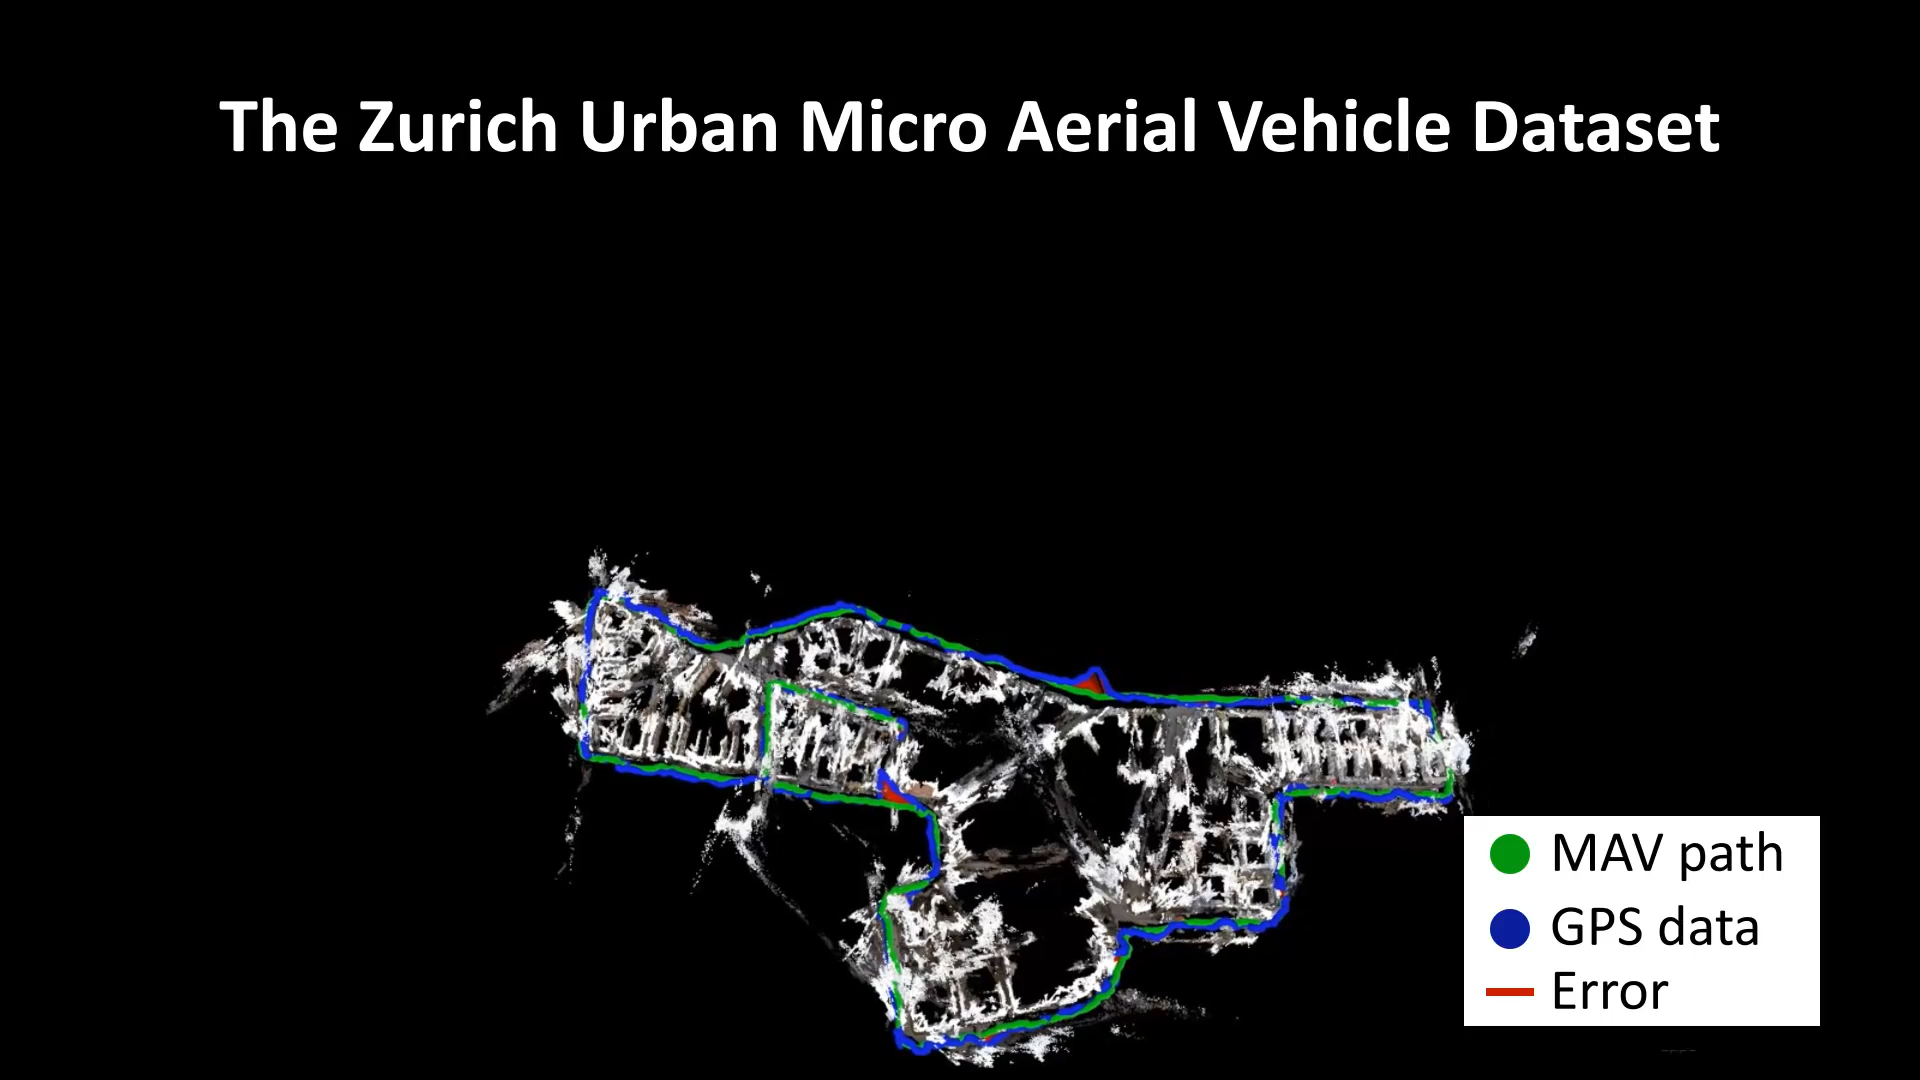 The Zurich Urban Micro Aerial Vehicle Dataset
MAV path
GPS data
Error